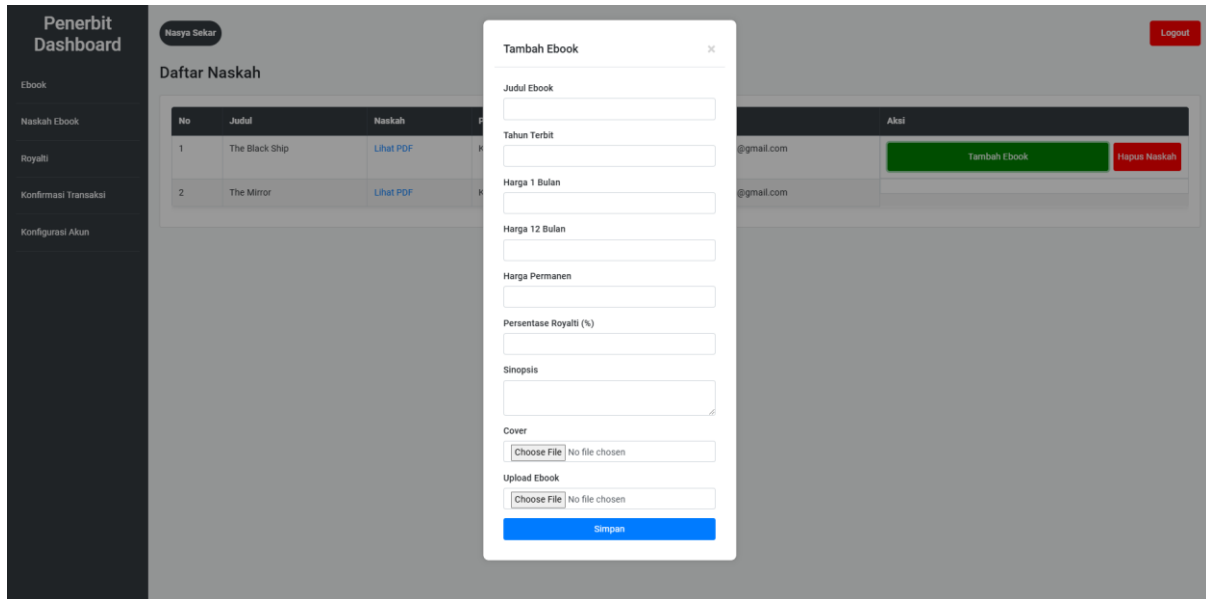 Penerbit
Dashboard
Ebook
Naskah Ebook
Royalti
Konfirmasi Transaksi
Konfigurasi Akun
Nasya Sekar
Logout
Daftar Naskah
No Judul Naskah Aksi
1 The Black Ship Lihat PDF @gmail.com Tambah Ebook Hapus Naskah
2 The Mirror Lihat PDF @gmail.com
Tambah Ebook ×
Judul Ebook
Tahun Terbit
Harga 1 Bulan
Harga 12 Bulan
Harga Permanen
Persentase Royalti (%)
Sinopsis
Cover
Choose File No file chosen
Upload Ebook
Choose File No file chosen
Simpan